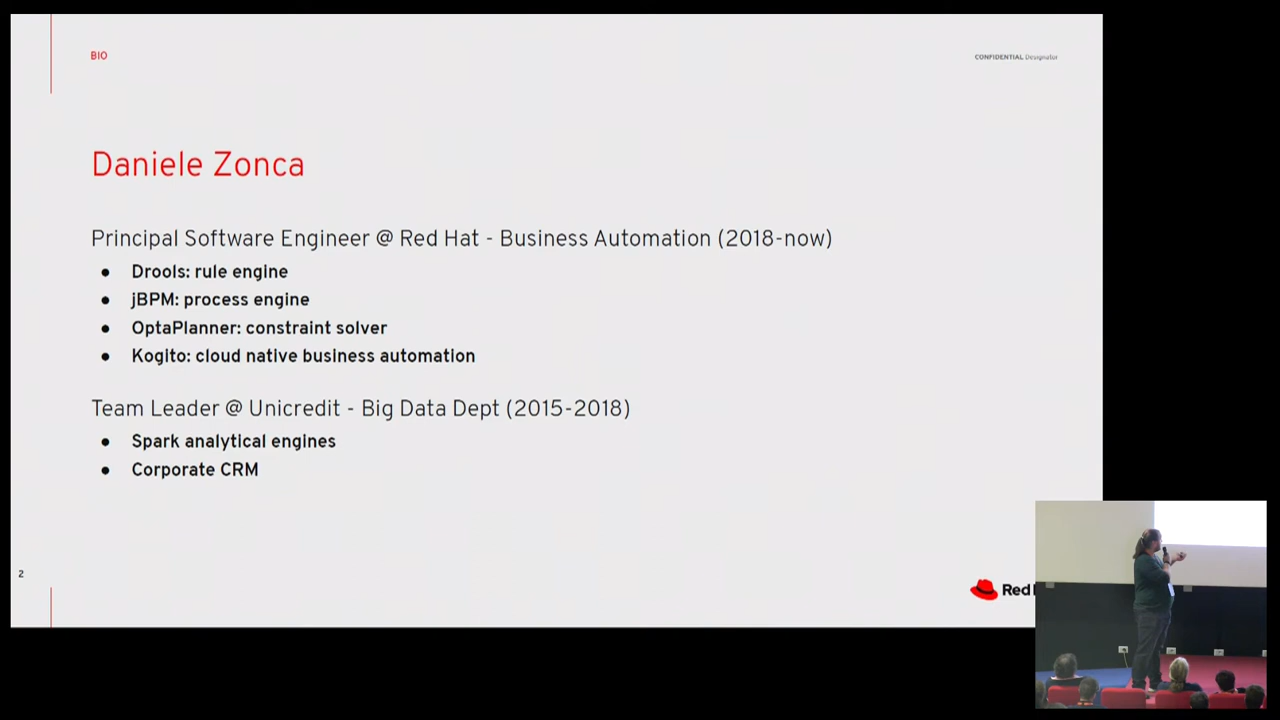 BIO
CONFIDENTIAL Designator
Daniele Zonca
Principal Software Engineer @ Red Hat - Business Automation (2018-now)
● Drools: rule engine
● jBPM: process engine
● OptaPlanner: constraint solver
● Kogito: cloud native business automation
Team Leader @ Unicredit - Big Data Dept (2015-2018)
● Spark analytical engines
● Corporate CRM
2
Red